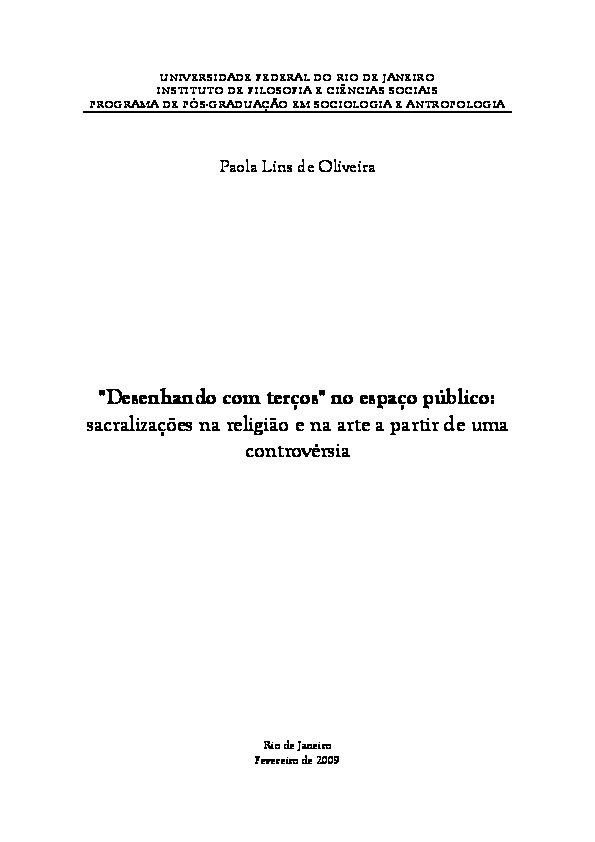 UNIVERSIDADE FEDERAL DO RIO DE JANEIRO
INSTITUTO DE FILOSOFIA E CIÊNCIAS SOCIAIS
PROGRAMA DE PÓS-GRADUAÇÃO EM SOCIOLOGIA E ANTROPOLOGIA
Paola Lins de Oliveira
"Desenhando com terços" no espaço público:
sacralizações na religião e na arte a partir de uma
controvérsia
Rio de Janeiro
Fevereiro de 2009